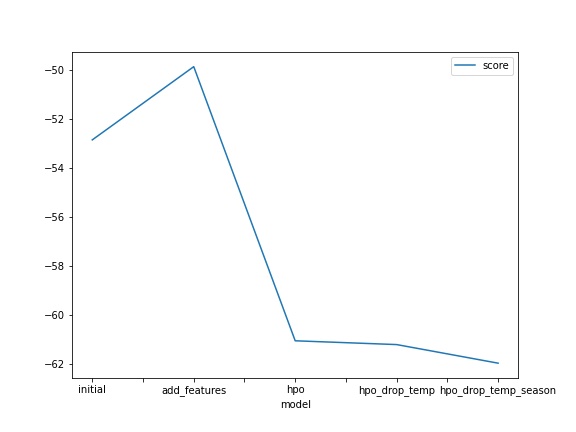 score
−50
−52
−54
−56
−58
−60
−62
initial add_features hpo hpo_drop_temp hpo_drop_temp_season
model